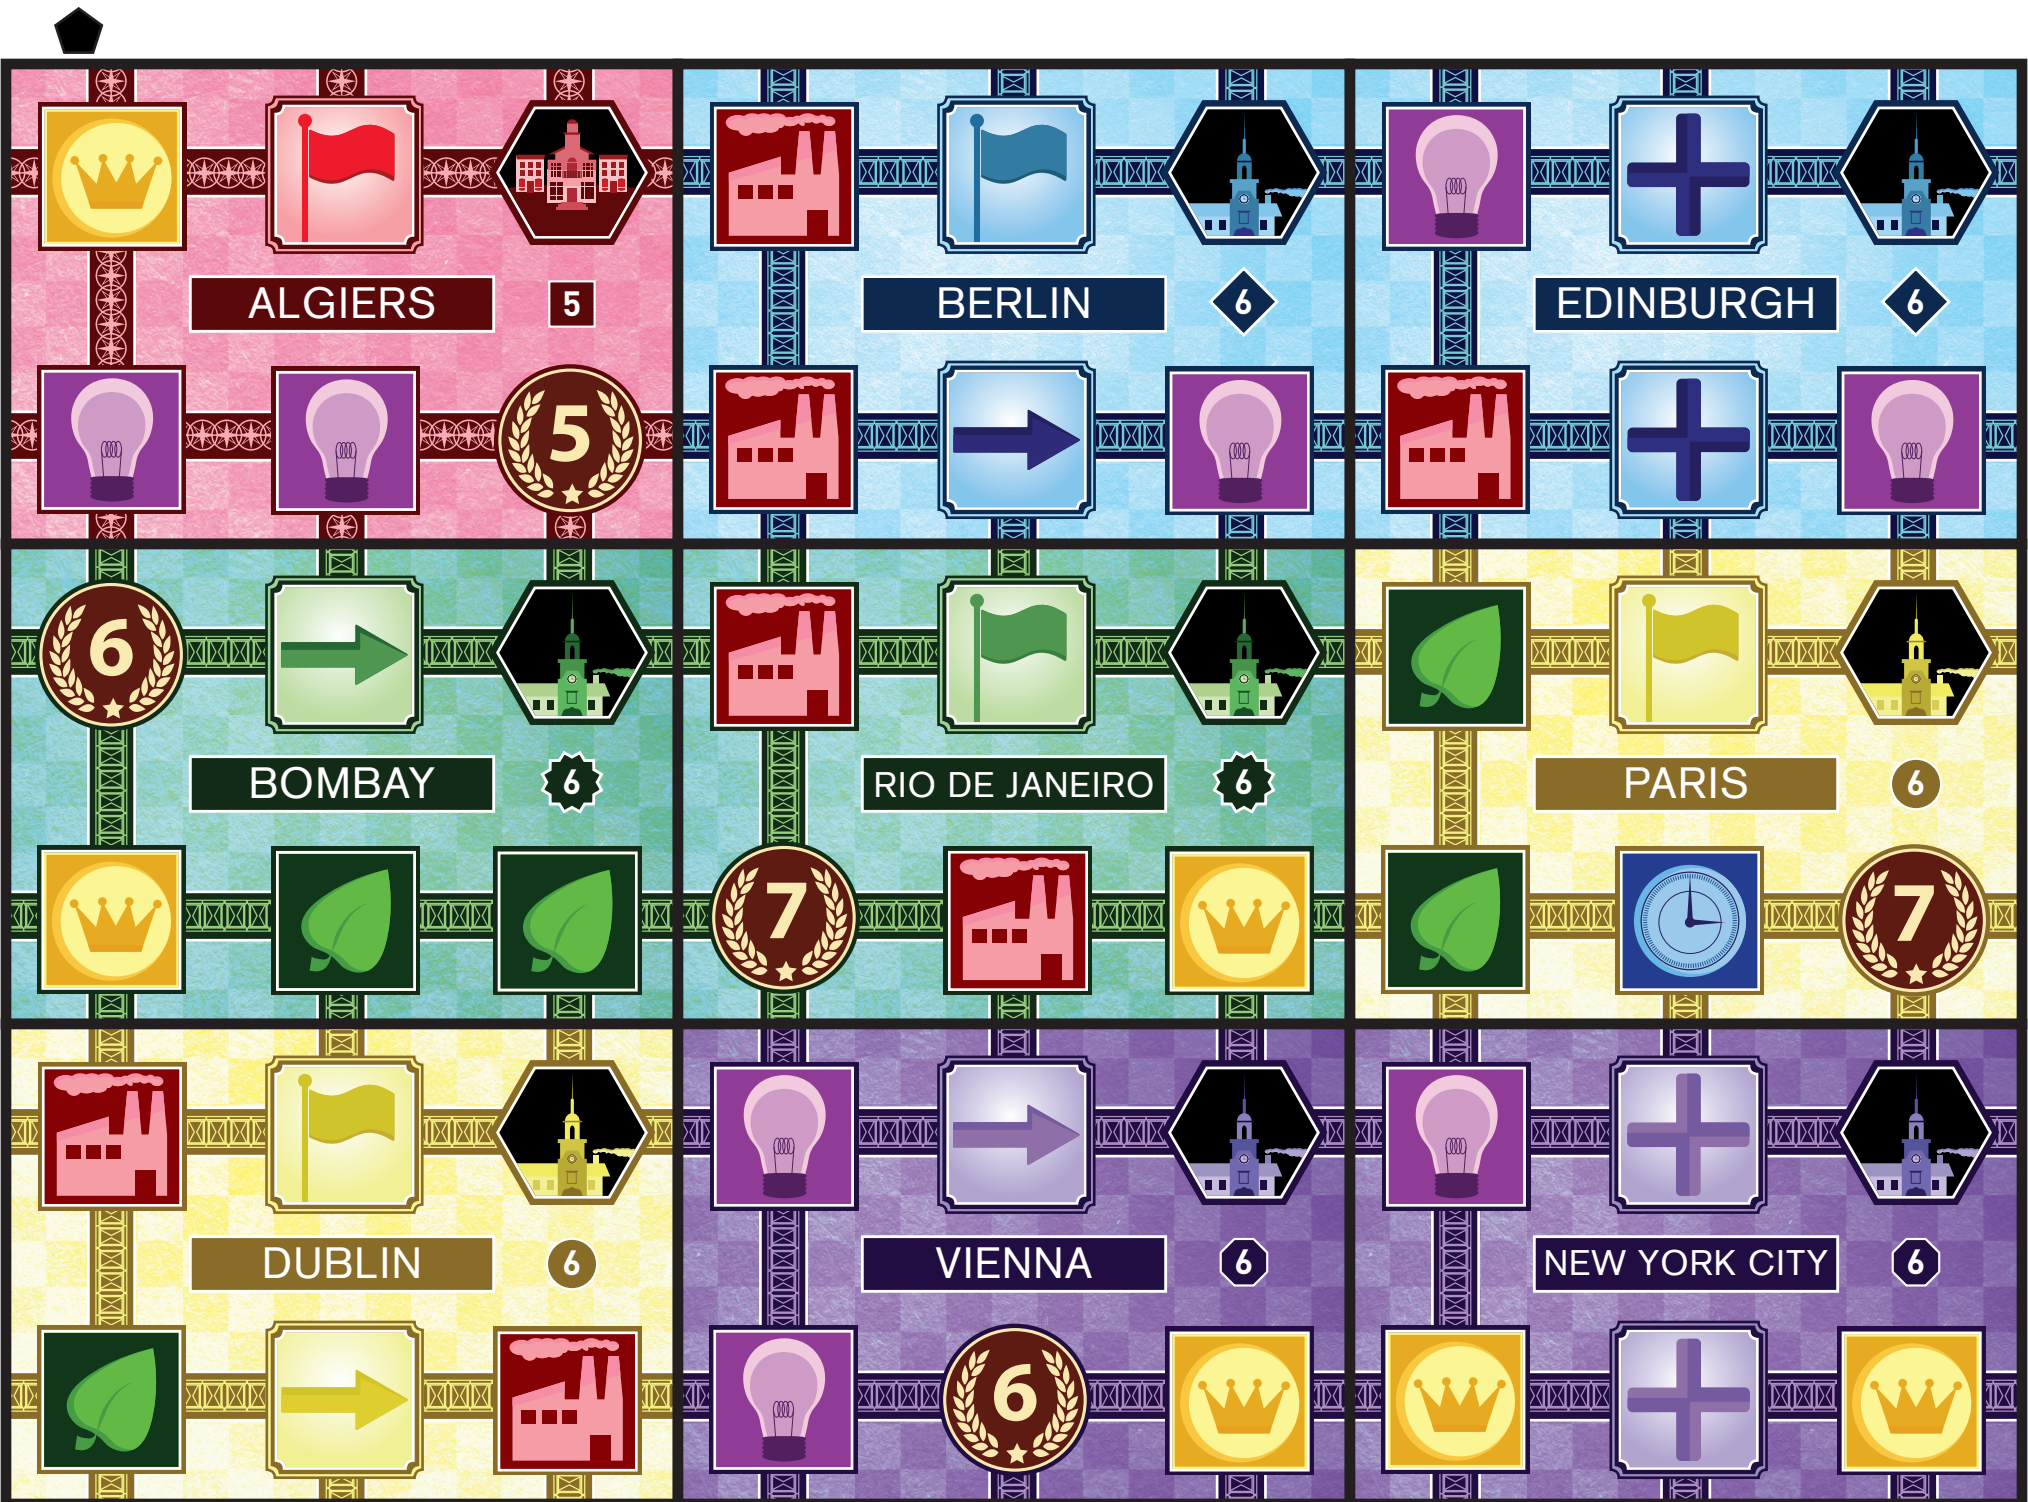 ALGIERS 5
BERLIN 6
EDINBURGH 6
5
6
BOMBAY 6
RIO DE JANEIRO 6
PARIS 6
7
7
DUBLIN 6
VIENNA 6
NEW YORK CITY 6
6